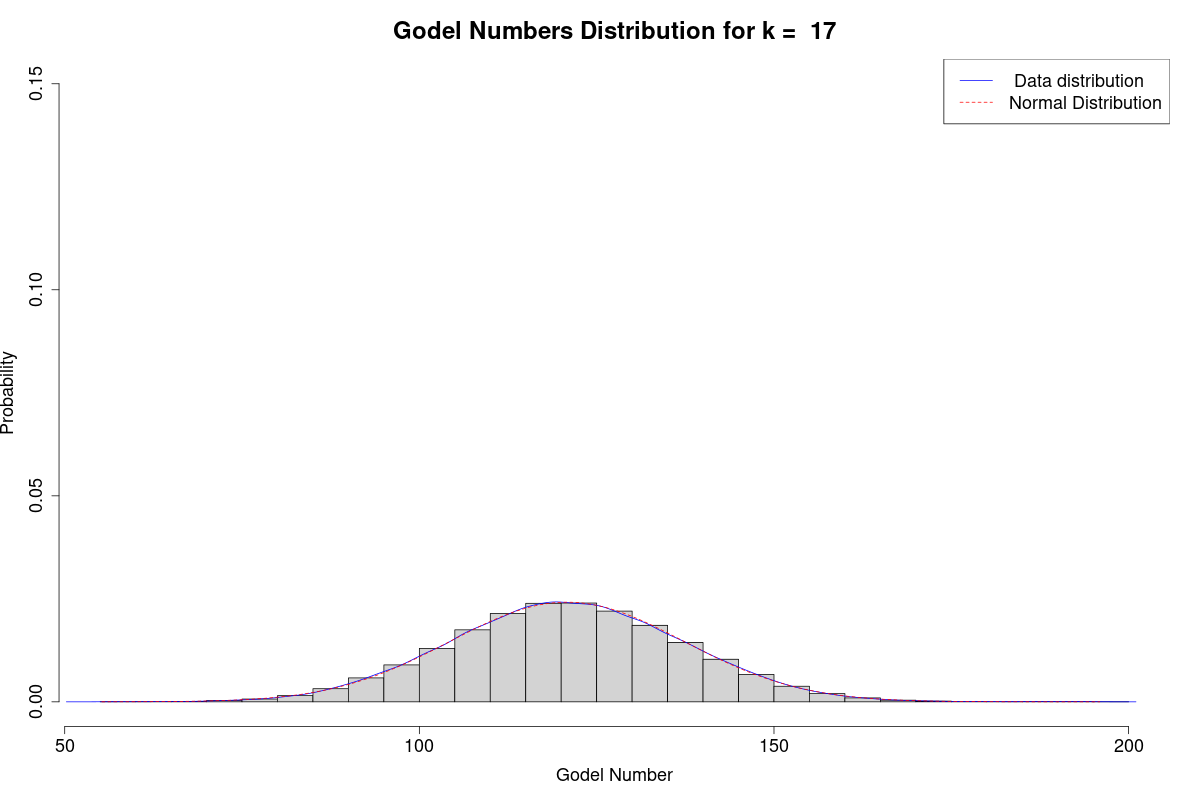 Godel Numbers Distribution for k =  17
Data distribution
Normal Distribution
Probability
0.15
0.10
0.05
0.00
50 100 150 200
Godel Number